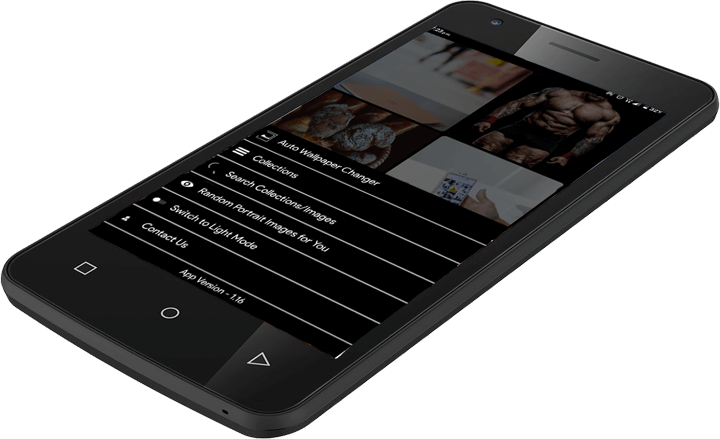 Auto Wallpaper Changer
Collections
Search Collections/Images
Random Portrait Images for You
Switch to Light Mode
Contact Us
App Version - 1.16